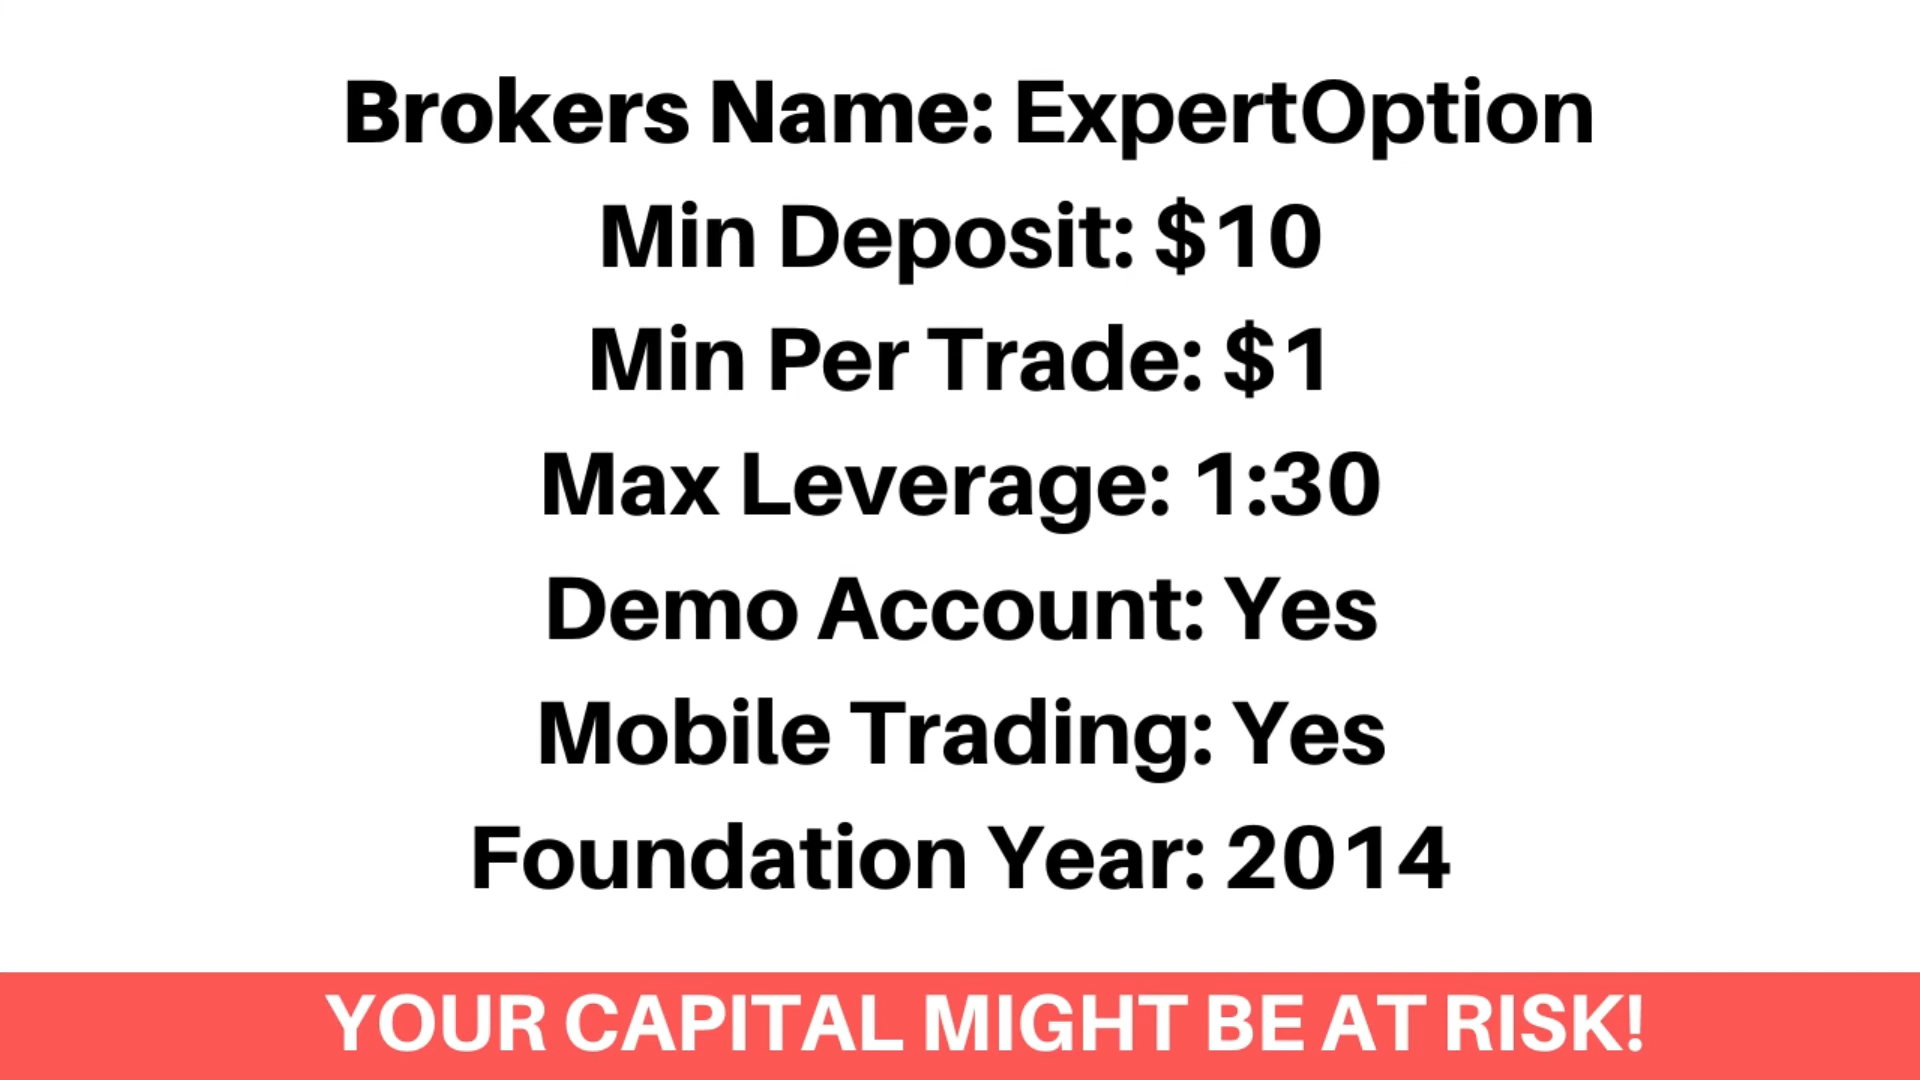 Brokers Name: ExpertOption
Min Deposit: $10
Min Per Trade: $1
Max Leverage: 1:30
Demo Account: Yes
Mobile Trading: Yes
Foundation Year: 2014
YOUR CAPITAL MIGHT BE AT RISK!